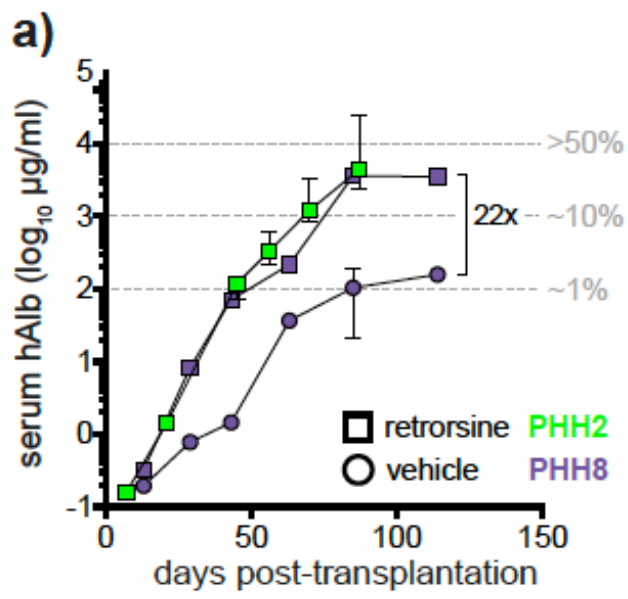 a)
serum hAlb (log₁₀ µg/ml)
5
4
3
2
1
0
-1
>50%
~10%
~1%
22x
retrorsine PHH2
vehicle PHH8
0 50 100 150
days post-transplantation